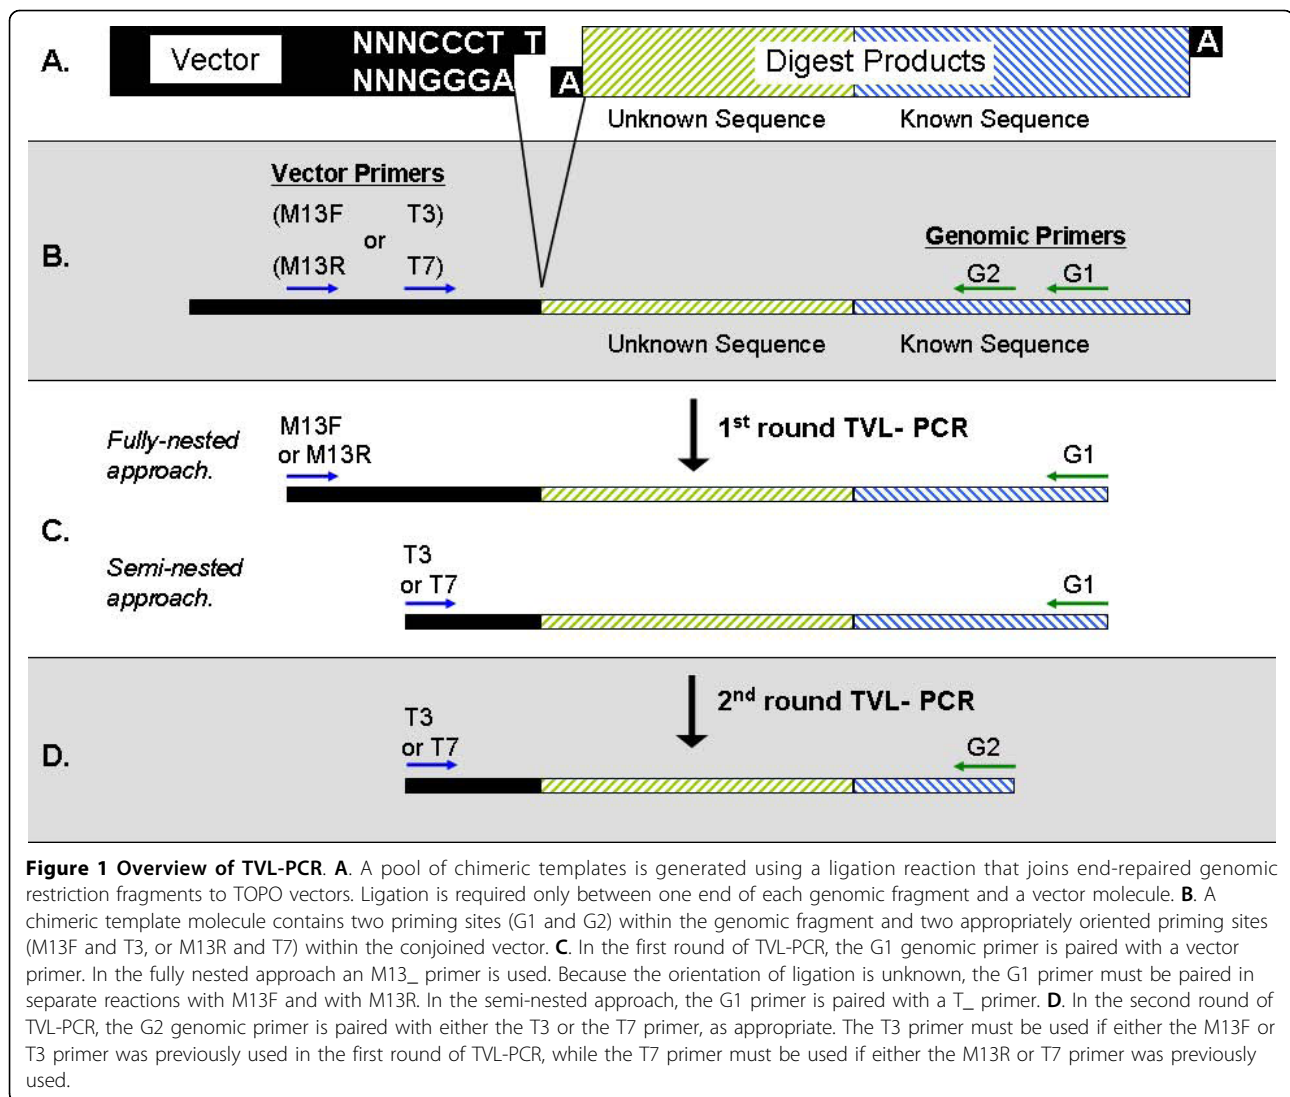 A.
Vector
NNNCCCT T
NNNGGGA
A
Digest Products
A
Unknown Sequence Known Sequence
B.
Vector Primers
(M13F T3)
or
(M13R T7)
Genomic Primers
G2 G1
Unknown Sequence Known Sequence
1st round TVL- PCR
C.
Fully-nested
approach.
M13F
or M13R
G1
Semi-nested
approach.
T3
or T7
G1
2nd round TVL- PCR
D.
T3
or T7
G2
Figure 1 Overview of TVL-PCR. A. A pool of chimeric templates is generated using a ligation reaction that joins end-repaired genomic
restriction fragments to TOPO vectors. Ligation is required only between one end of each genomic fragment and a vector molecule. B. A
chimeric template molecule contains two priming sites (G1 and G2) within the genomic fragment and two appropriately oriented priming sites
(M13F and T3, or M13R and T7) within the conjoined vector. C. In the first round of TVL-PCR, the G1 genomic primer is paired with a vector
primer. In the fully nested approach an M13_ primer is used. Because the orientation of ligation is unknown, the G1 primer must be paired in
separate reactions with M13F and with M13R. In the semi-nested approach, the G1 primer is paired with a T_ primer. D. In the second round of
TVL-PCR, the G2 genomic primer is paired with either the T3 or the T7 primer, as appropriate. The T3 primer must be used if either the M13F or
T3 primer was previously used in the first round of TVL-PCR, while the T7 primer must be used if either the M13R or T7 primer was previously
used.